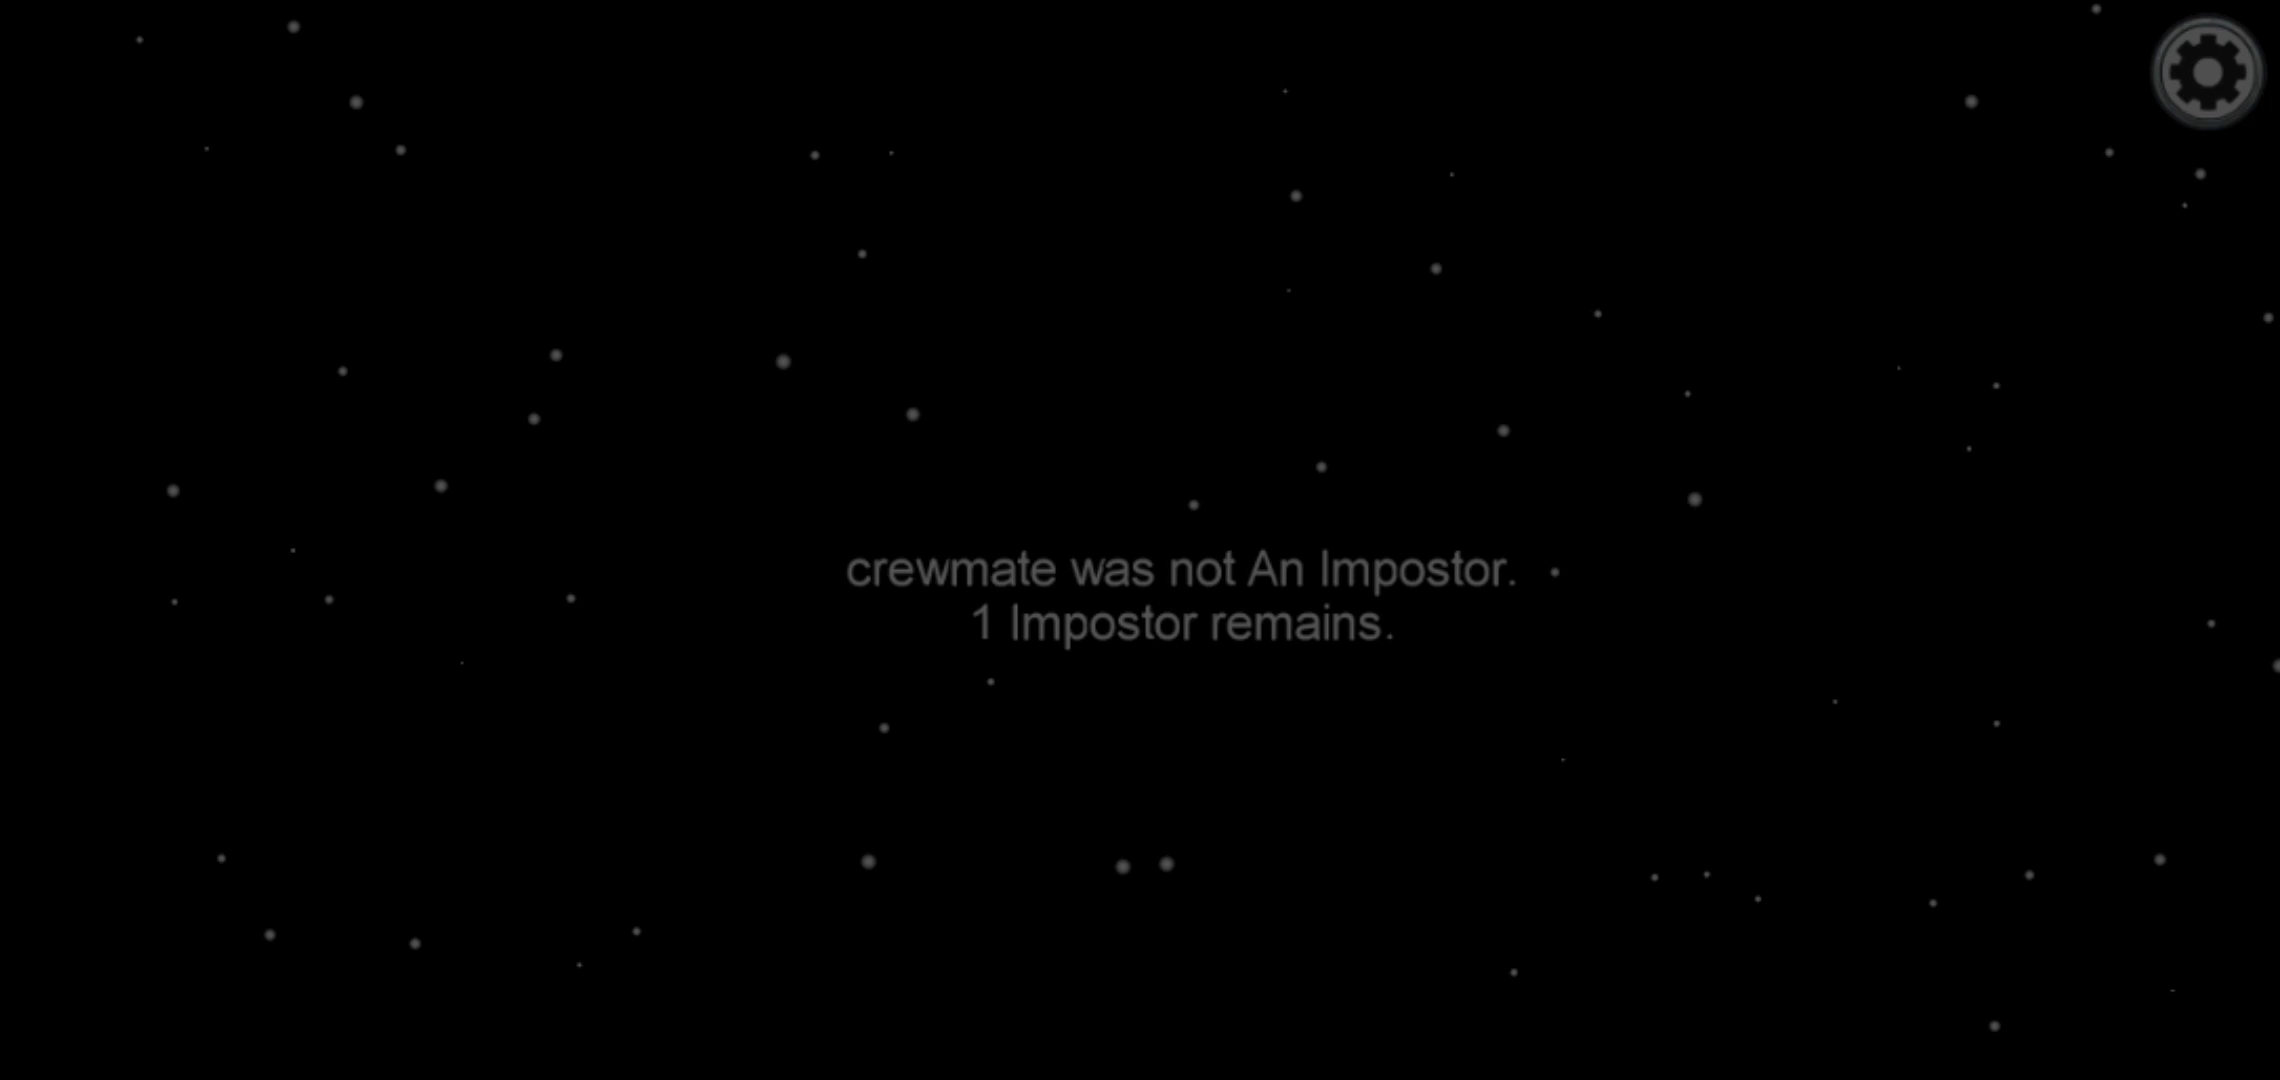 crewmate was not An Impostor.
1 Impostor remains.